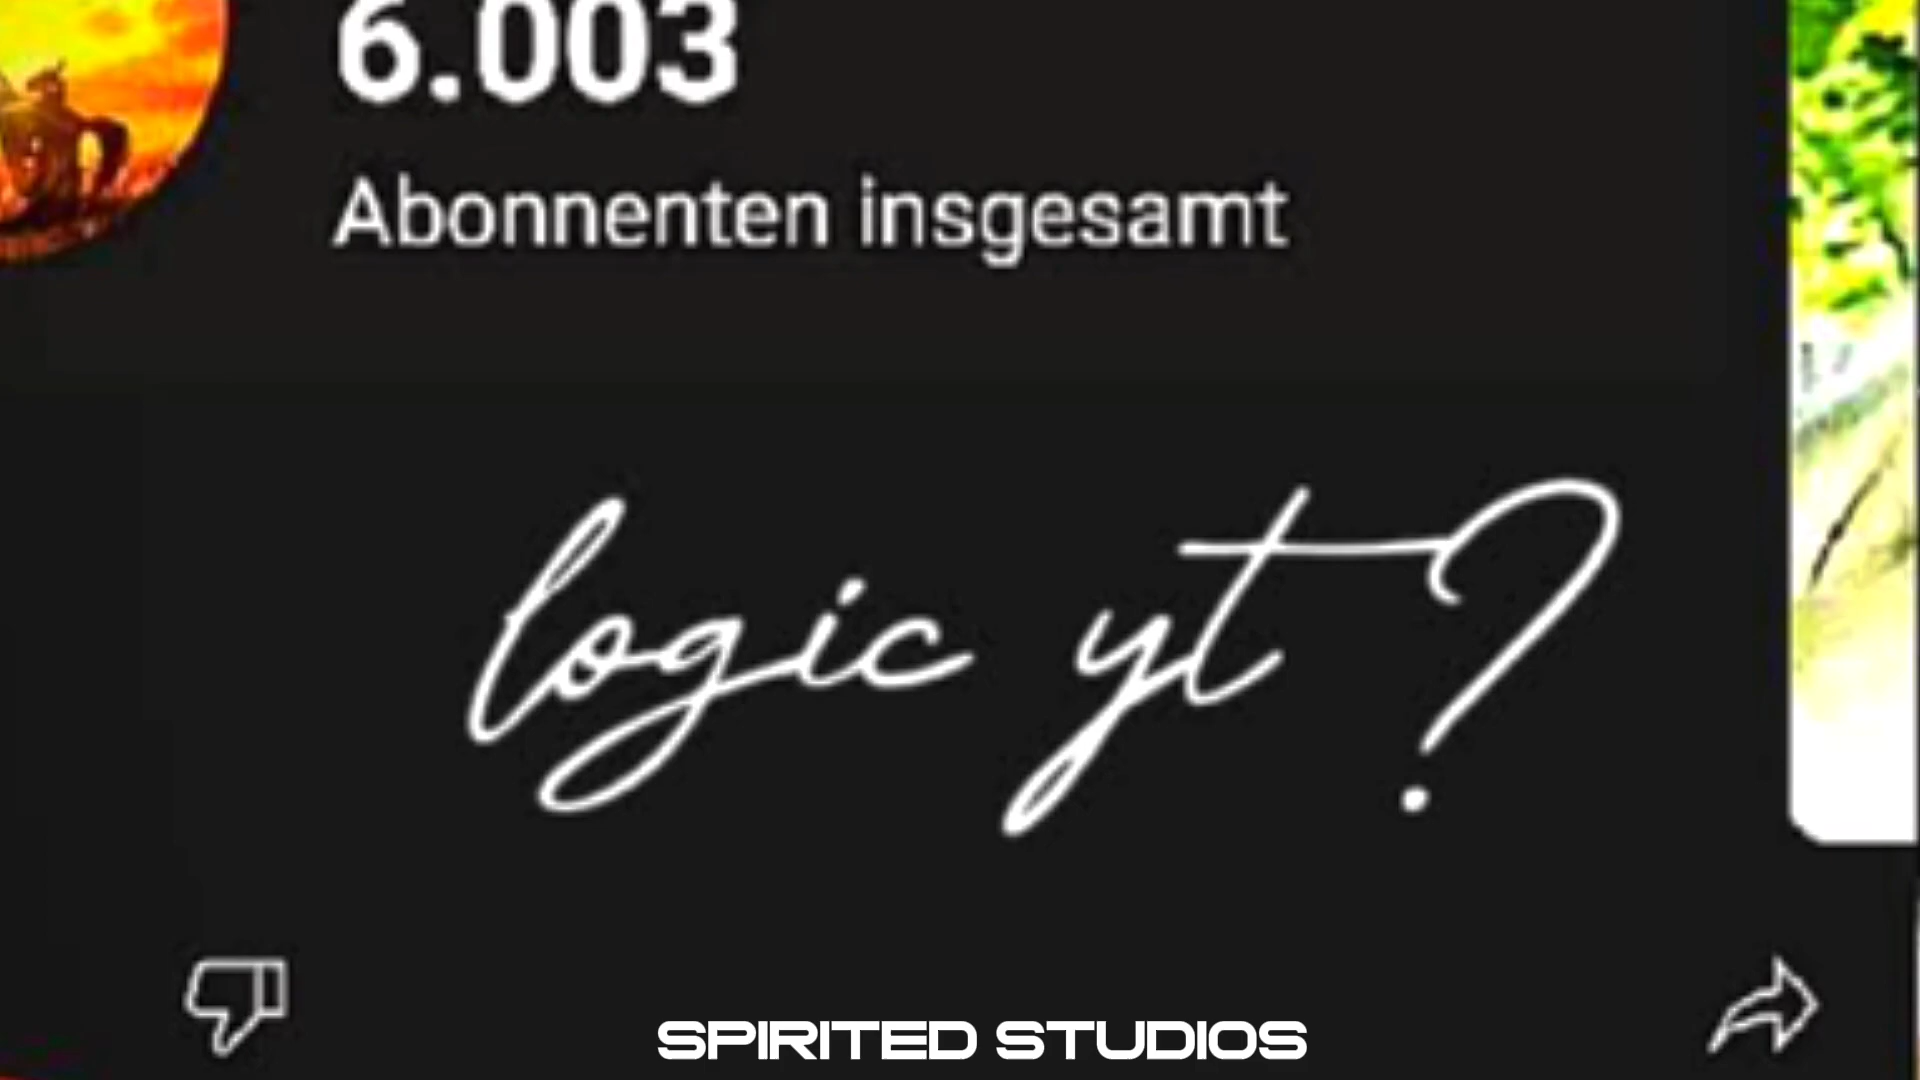 6.003
Abonnenten insgesamt
logic yt ?
SPIRITED STUDIOS